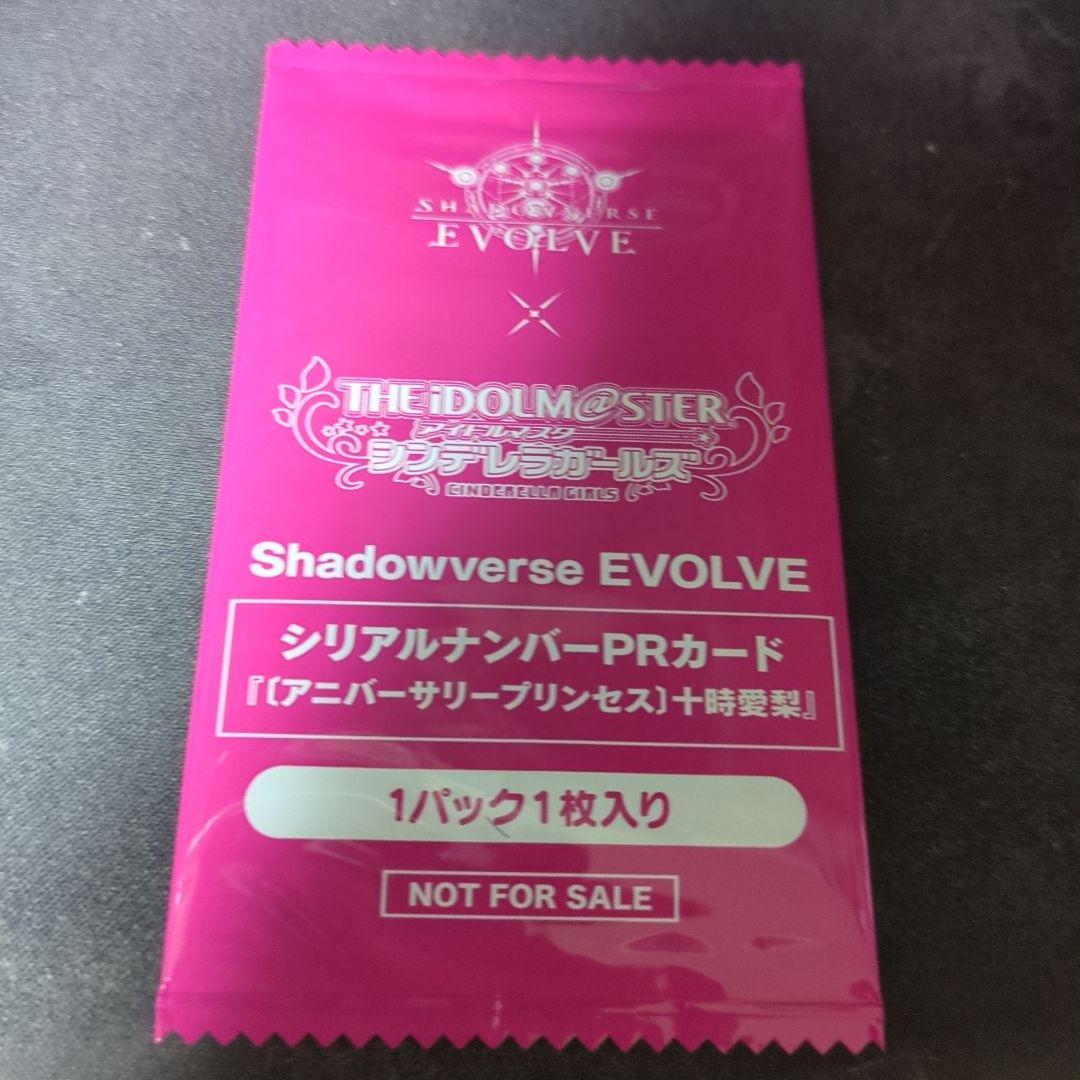 SHADOWVERSE
EVOLVE
×
THE iDOLM@STER
アイドルマスター
シンデレラガールズ
CINDERELLA GIRLS
Shadowverse EVOLVE
シリアルナンバーPRカード
『〔アニバーサリープリンセス〕十時愛梨』
1パック1枚入り
NOT FOR SALE